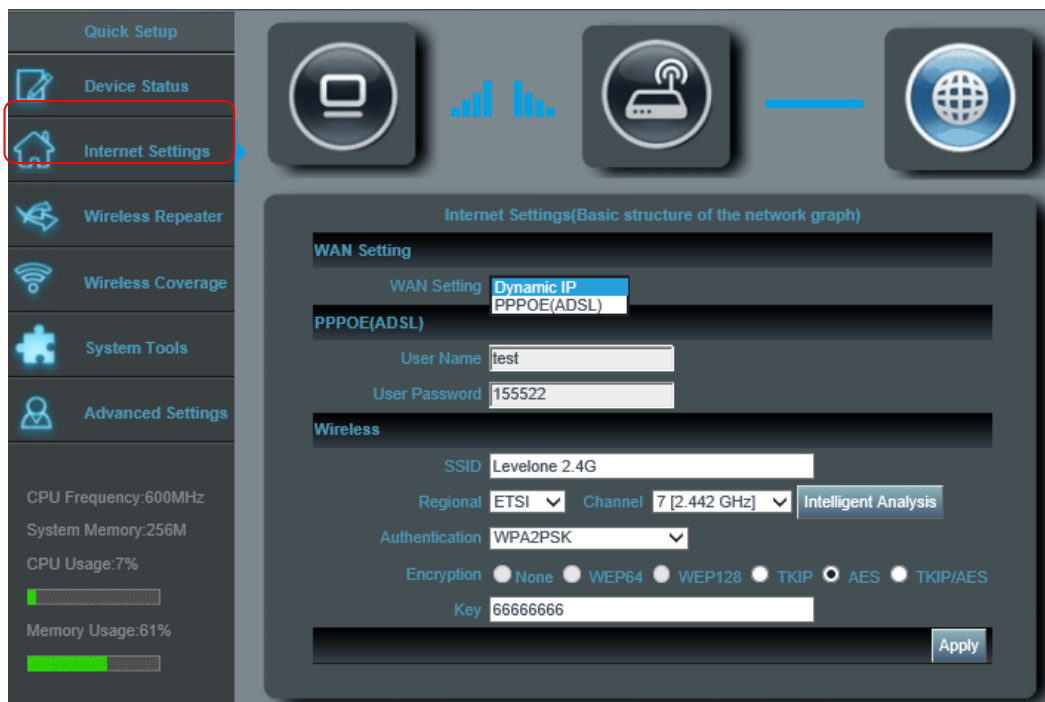 Quick Setup
Device Status
Internet Settings
Wireless Repeater
Wireless Coverage
System Tools
Advanced Settings
CPU Frequency:600MHz
System Memory:256M
CPU Usage:7%
Memory Usage:61%
Internet Settings(Basic structure of the network graph)
WAN Setting
WAN Setting Dynamic IP
PPPOE(ADSL)
PPPOE(ADSL)
User Name test
User Password 155522
Wireless
SSID Levelone 2.4G
Regional ETSI Channel 7 [2.442 GHz] Intelligent Analysis
Authentication WPA2PSK
Encryption None WEP64 WEP128 TKIP AES TKIP/AES
Key 66666666
Apply